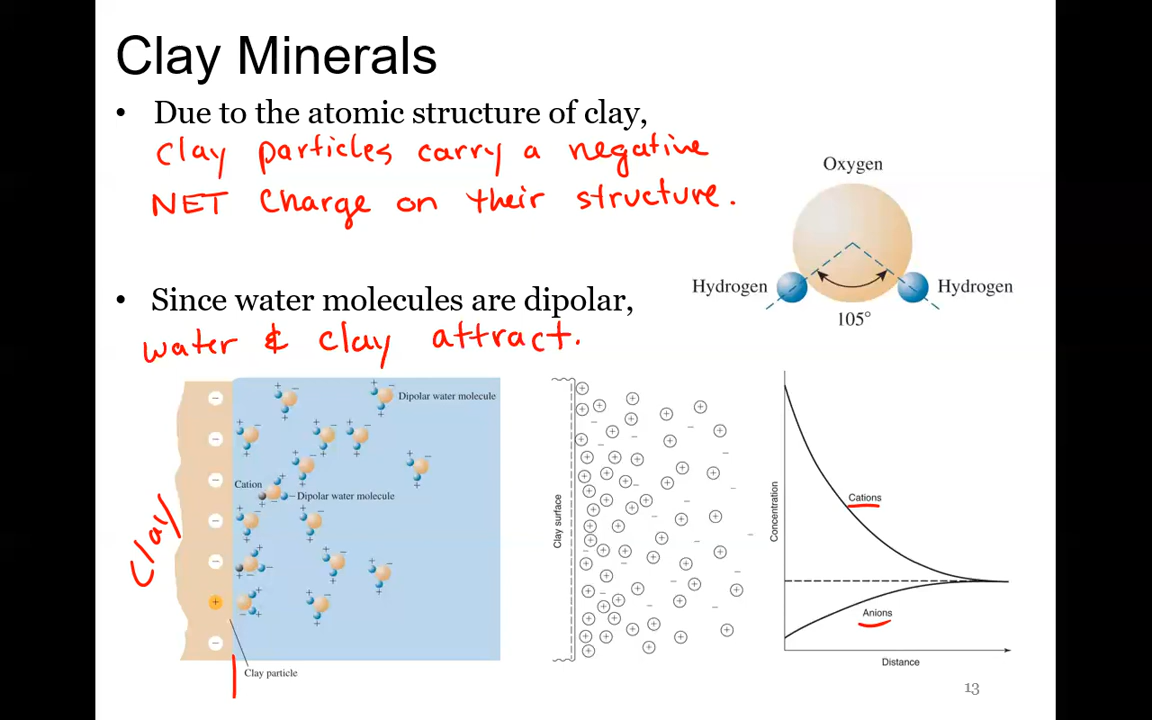 Clay Minerals
• Due to the atomic structure of clay,
clay particles carry a negative
NET charge on their structure.
Oxygen
Hydrogen
Hydrogen
105°
• Since water molecules are dipolar,
water & clay attract.
Dipolar water molecule
Cation
Dipolar water molecule
Clay
Clay particle
Clay surface
Concentration
Cations
Anions
Distance
13